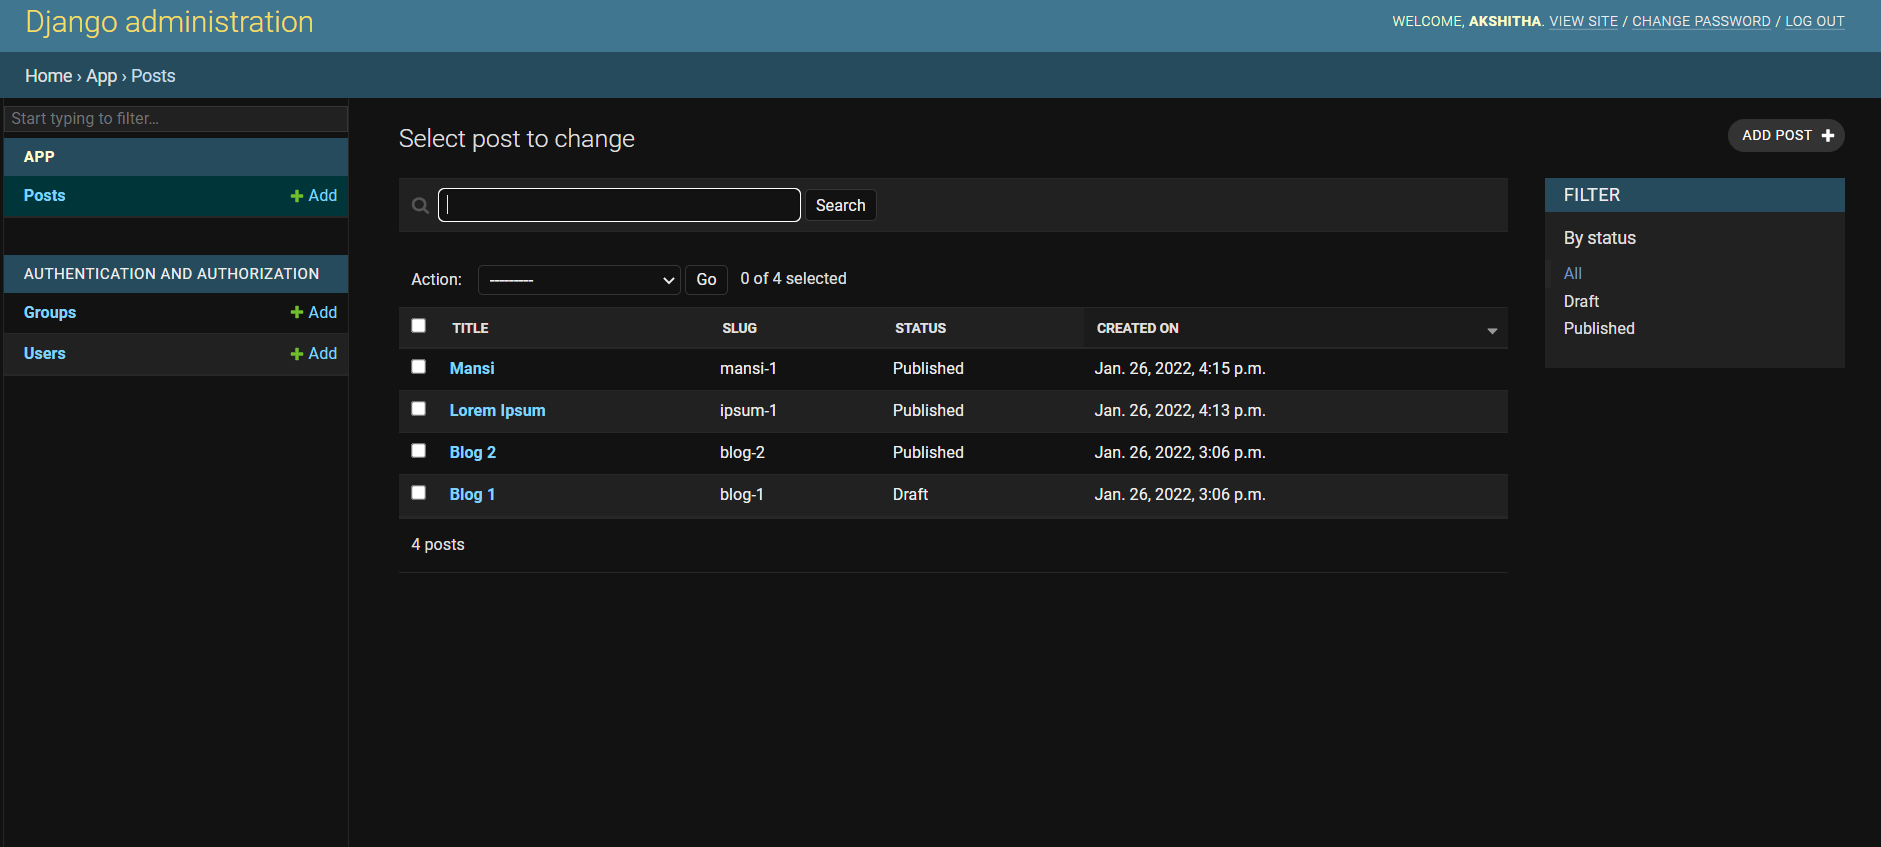 Django administration
WELCOME, AKSHITHA. VIEW SITE / CHANGE PASSWORD / LOG OUT
Home › App › Posts
Start typing to filter...
APP
Posts Add
AUTHENTICATION AND AUTHORIZATION
Groups Add
Users Add
Select post to change
ADD POST
Search
Action: --------- Go 0 of 4 selected
TITLE SLUG STATUS CREATED ON
Mansi mansi-1 Published Jan. 26, 2022, 4:15 p.m.
Lorem Ipsum ipsum-1 Published Jan. 26, 2022, 4:13 p.m.
Blog 2 blog-2 Published Jan. 26, 2022, 3:06 p.m.
Blog 1 blog-1 Draft Jan. 26, 2022, 3:06 p.m.
4 posts
FILTER
By status
All
Draft
Published